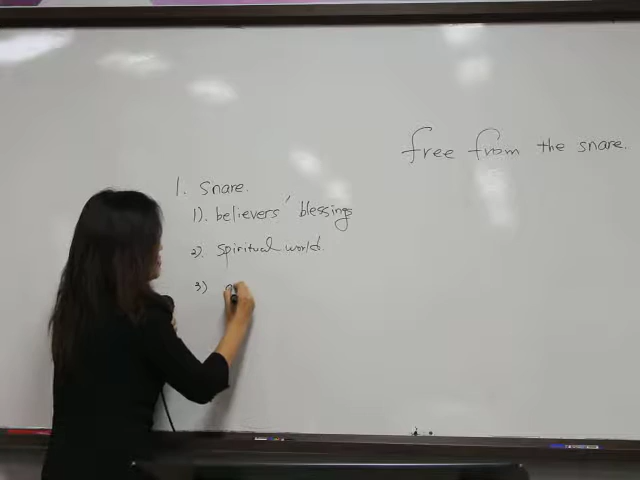 free from the snare.
1. snare.
1). believers' blessings
2). spiritual world.
3)